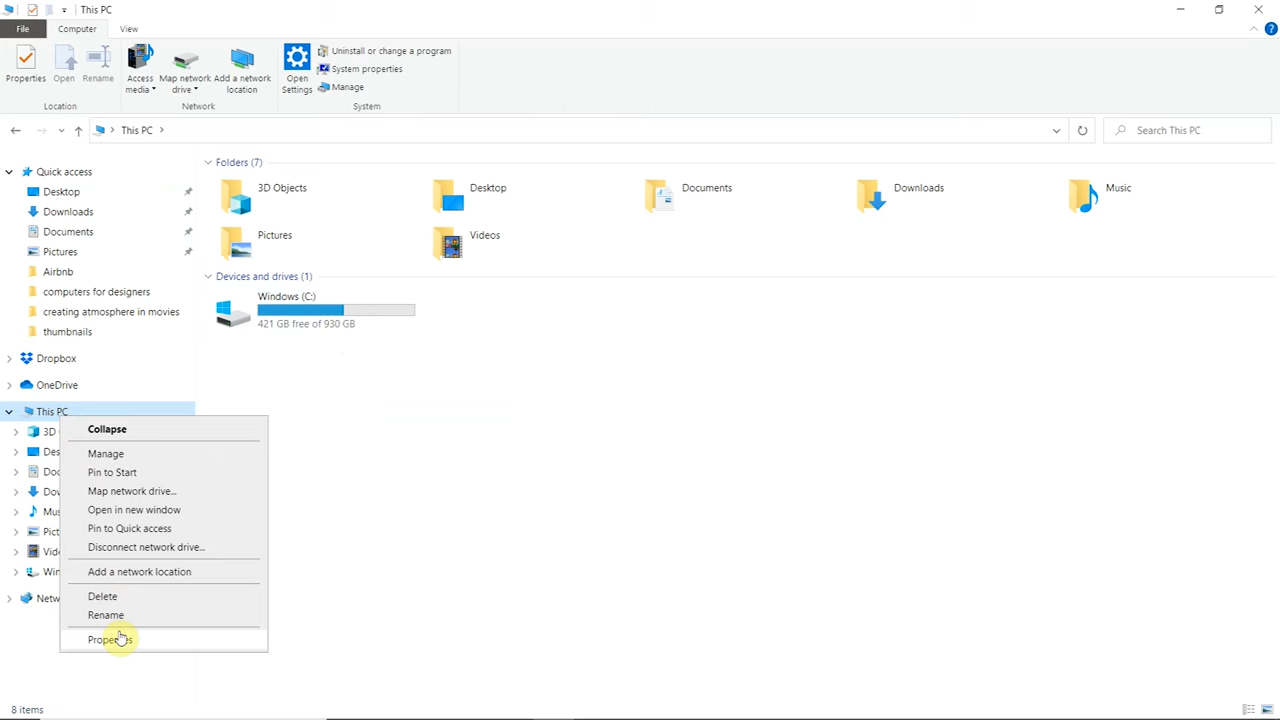 This PC
File
Computer
View
Properties
Open
Rename
Access media
Map network drive
Add a network location
Open Settings
Uninstall or change a program
System properties
Manage
Location
Network
System
This PC
Search This PC
Quick access
Desktop
Downloads
Documents
Pictures
Airbnb
computers for designers
creating atmosphere in movies
thumbnails
Dropbox
OneDrive
This PC
3D
Netw
Collapse
Manage
Pin to Start
Map network drive...
Open in new window
Pin to Quick access
Disconnect network drive...
Add a network location
Delete
Rename
Properties
Folders (7)
3D Objects
Desktop
Documents
Downloads
Music
Pictures
Videos
Devices and drives (1)
Windows (C:)
421 GB free of 930 GB
8 items